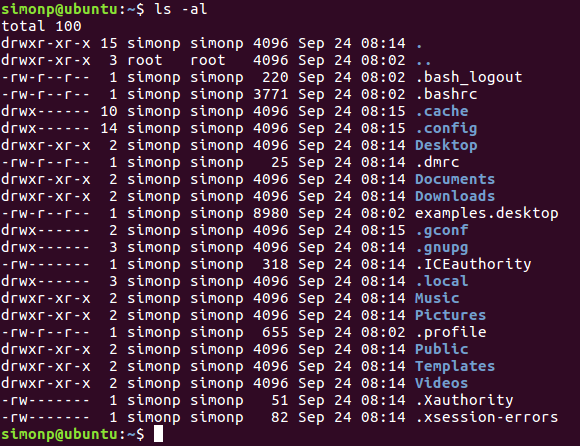 simonp@ubuntu:~$ ls -al
total 100
drwxr-xr-x 15 simonp simonp 4096 Sep 24 08:14 .
drwxr-xr-x  3 root   root   4096 Sep 24 08:02 ..
-rw-r--r--  1 simonp simonp  220 Sep 24 08:02 .bash_logout
-rw-r--r--  1 simonp simonp 3771 Sep 24 08:02 .bashrc
drwx------ 10 simonp simonp 4096 Sep 24 08:15 .cache
drwx------ 14 simonp simonp 4096 Sep 24 08:15 .config
drwxr-xr-x  2 simonp simonp 4096 Sep 24 08:14 Desktop
-rw-r--r--  1 simonp simonp   25 Sep 24 08:14 .dmrc
drwxr-xr-x  2 simonp simonp 4096 Sep 24 08:14 Documents
drwxr-xr-x  2 simonp simonp 4096 Sep 24 08:14 Downloads
-rw-r--r--  1 simonp simonp 8980 Sep 24 08:02 examples.desktop
drwx------  2 simonp simonp 4096 Sep 24 08:15 .gconf
drwx------  3 simonp simonp 4096 Sep 24 08:14 .gnupg
-rw-------  1 simonp simonp  318 Sep 24 08:14 .ICEauthority
drwx------  3 simonp simonp 4096 Sep 24 08:14 .local
drwxr-xr-x  2 simonp simonp 4096 Sep 24 08:14 Music
drwxr-xr-x  2 simonp simonp 4096 Sep 24 08:14 Pictures
-rw-r--r--  1 simonp simonp  655 Sep 24 08:02 .profile
drwxr-xr-x  2 simonp simonp 4096 Sep 24 08:14 Public
drwxr-xr-x  2 simonp simonp 4096 Sep 24 08:14 Templates
drwxr-xr-x  2 simonp simonp 4096 Sep 24 08:14 Videos
-rw-------  1 simonp simonp   51 Sep 24 08:14 .Xauthority
-rw-------  1 simonp simonp   82 Sep 24 08:14 .xsession-errors
simonp@ubuntu:~$